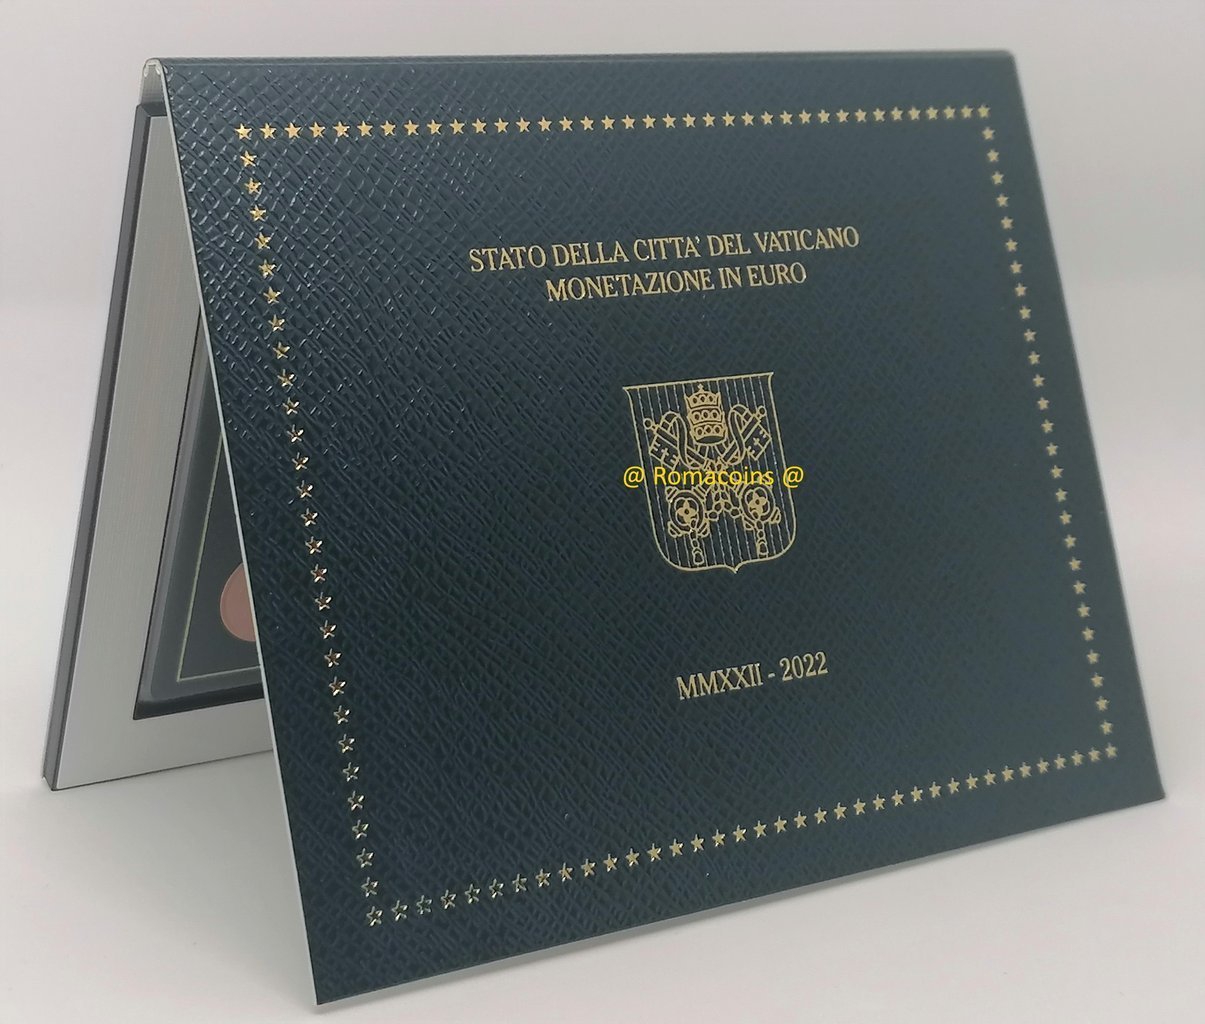 STATO DELLA CITTA' DEL VATICANO
MONETAZIONE IN EURO
@ Romacoins @
MMXXII - 2022